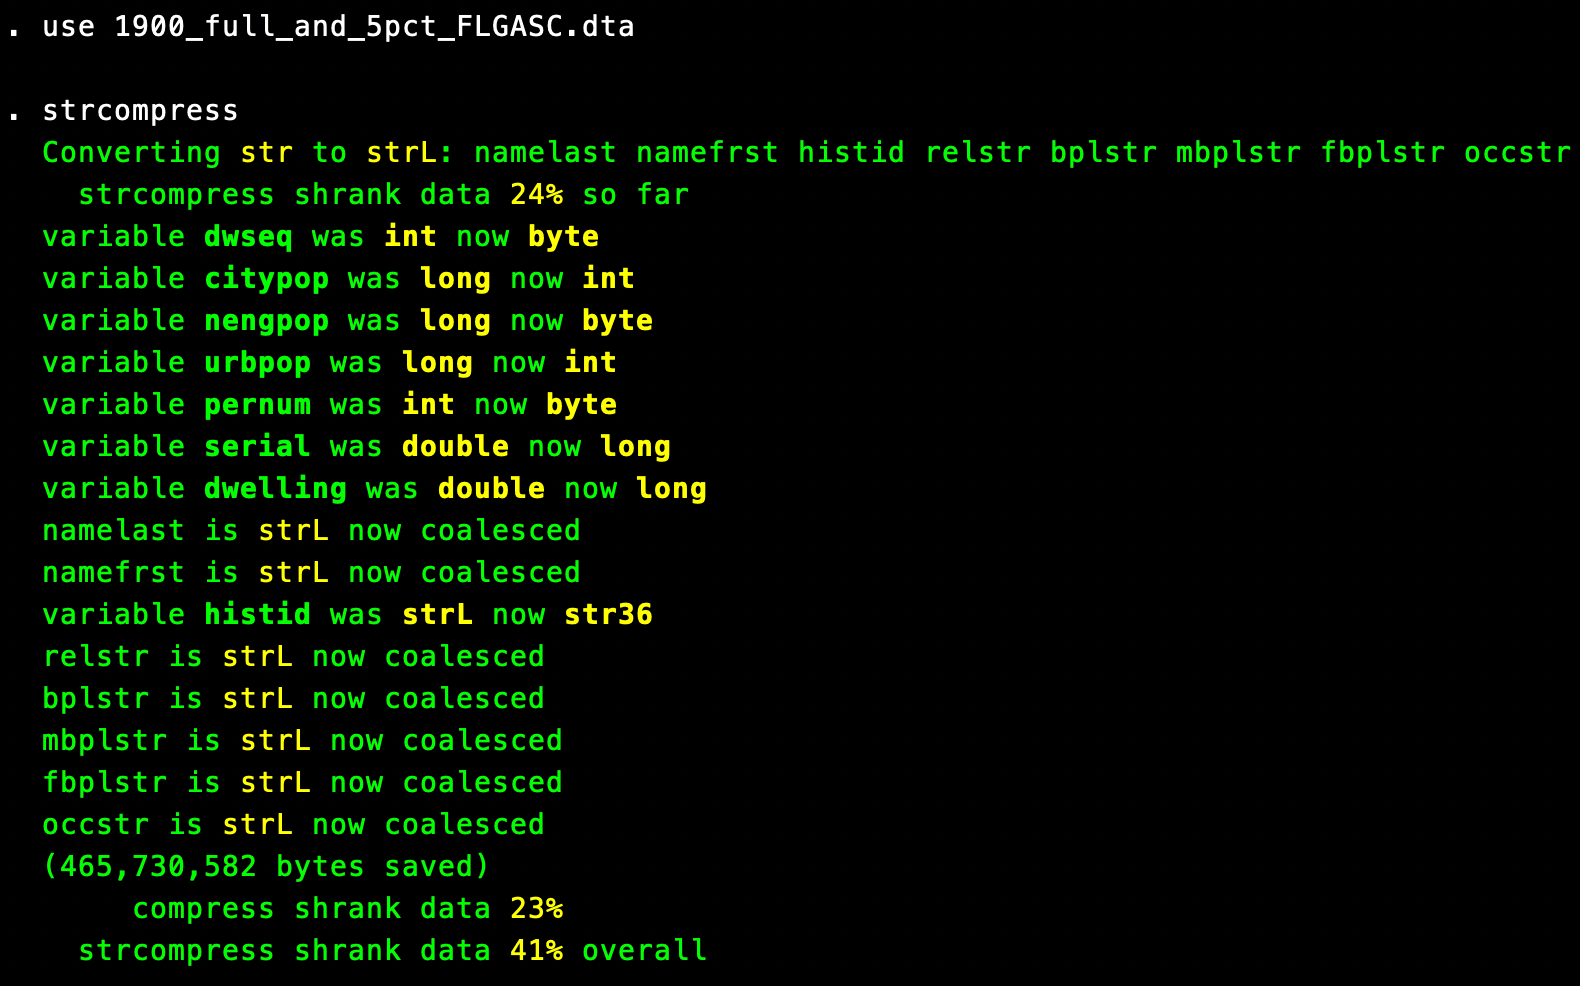 . use 1900_full_and_5pct_FLGASC.dta
. strcompress
Converting str to strL: namelast namefrst histid relstr bplstr mbplstr fbplstr occstr
strcompress shrank data 24% so far
variable dwseq was int now byte
variable citypop was long now int
variable nengpop was long now byte
variable urbpop was long now int
variable pernum was int now byte
variable serial was double now long
variable dwelling was double now long
namelast is strL now coalesced
namefrst is strL now coalesced
variable histid was strL now str36
relstr is strL now coalesced
bplstr is strL now coalesced
mbplstr is strL now coalesced
fbplstr is strL now coalesced
occstr is strL now coalesced
(465,730,582 bytes saved)
compress shrank data 23%
strcompress shrank data 41% overall